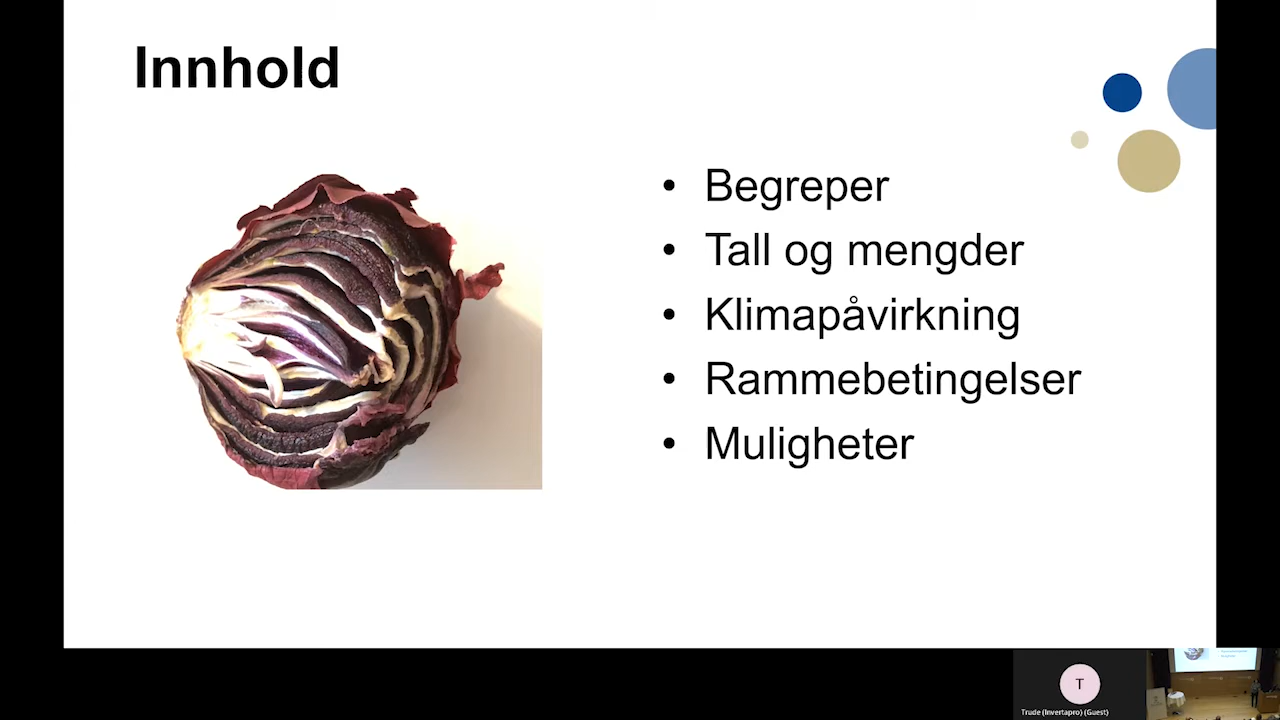 Innhold
• Begreper
• Tall og mengder
• Klimapåvirkning
• Rammebetingelser
• Muligheter
T
Trude (Invertapro) (Guest)